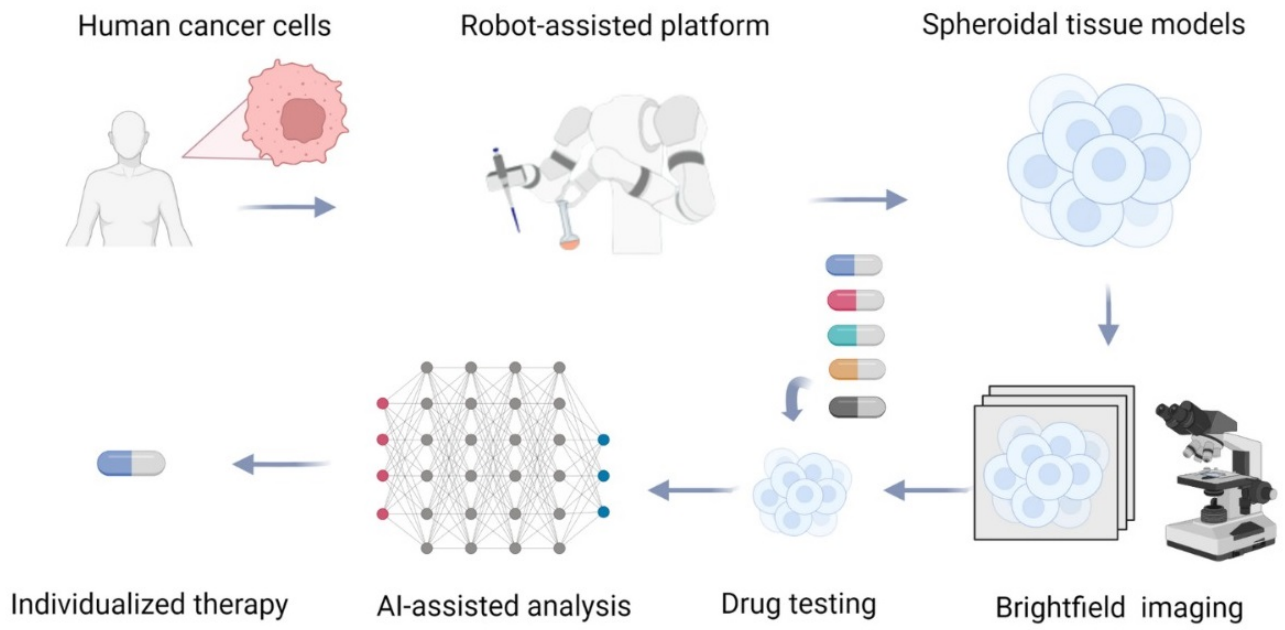 Human cancer cells
Robot-assisted platform
Spheroidal tissue models
Individualized therapy
AI-assisted analysis
Drug testing
Brightfield imaging